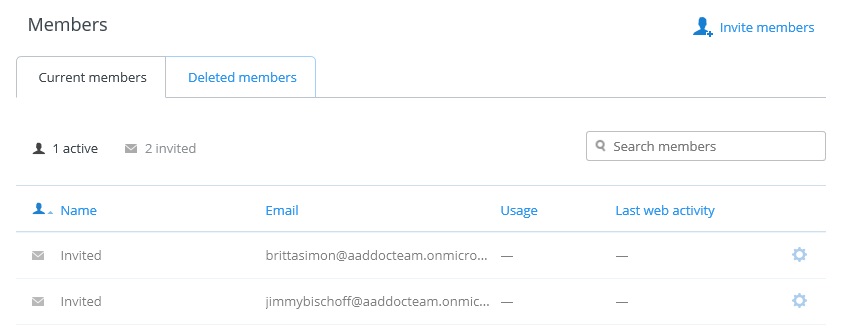 Members
Invite members
Current members Deleted members
1 active 2 invited Search members
Name Email Usage Last web activity
Invited brittasimon@aaddocteam.onmicro... — —
Invited jimmybischoff@aaddocteam.onmic... — —